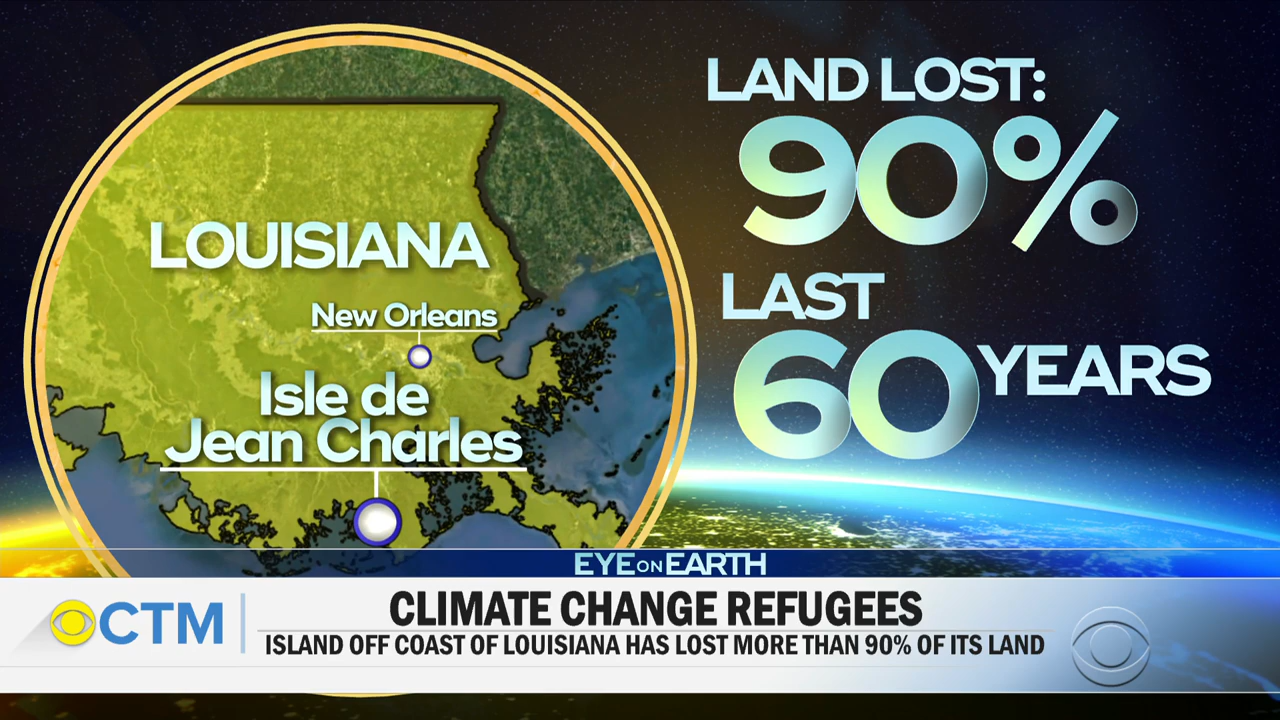 LAND LOST:
90%
LAST
60 YEARS
LOUISIANA
New Orleans
Isle de
Jean Charles
EYE ON EARTH
CTM
CLIMATE CHANGE REFUGEES
ISLAND OFF COAST OF LOUISIANA HAS LOST MORE THAN 90% OF ITS LAND